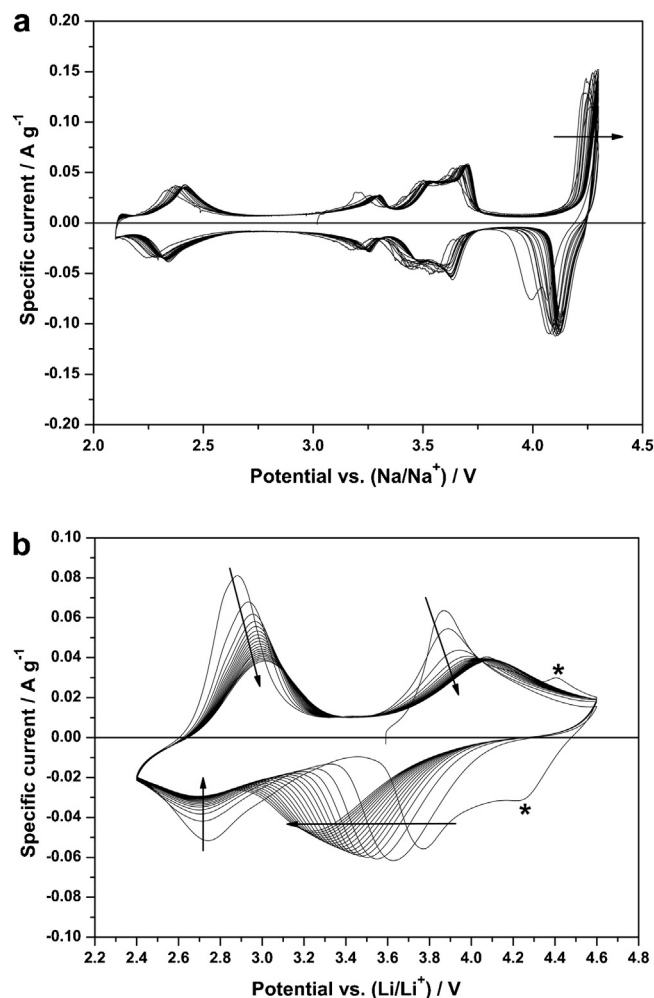 a
0.20
0.15
0.10
0.05
0.00
-0.05
-0.10
-0.15
-0.20
Specific current / A g⁻¹
2.0 2.5 3.0 3.5 4.0 4.5
Potential vs. (Na/Na⁺) / V
b
0.10
0.08
0.06
0.04
0.02
0.00
-0.02
-0.04
-0.06
-0.08
-0.10
Specific current / A g⁻¹
*
*
2.2 2.4 2.6 2.8 3.0 3.2 3.4 3.6 3.8 4.0 4.2 4.4 4.6 4.8
Potential vs. (Li/Li⁺) / V